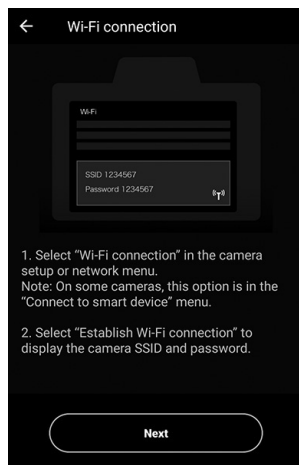 Wi-Fi connection
Wi-Fi
SSID 1234567
Password 1234567
1. Select “Wi-Fi connection” in the camera
setup or network menu.
Note: On some cameras, this option is in the
“Connect to smart device” menu.
2. Select “Establish Wi-Fi connection” to
display the camera SSID and password.
Next